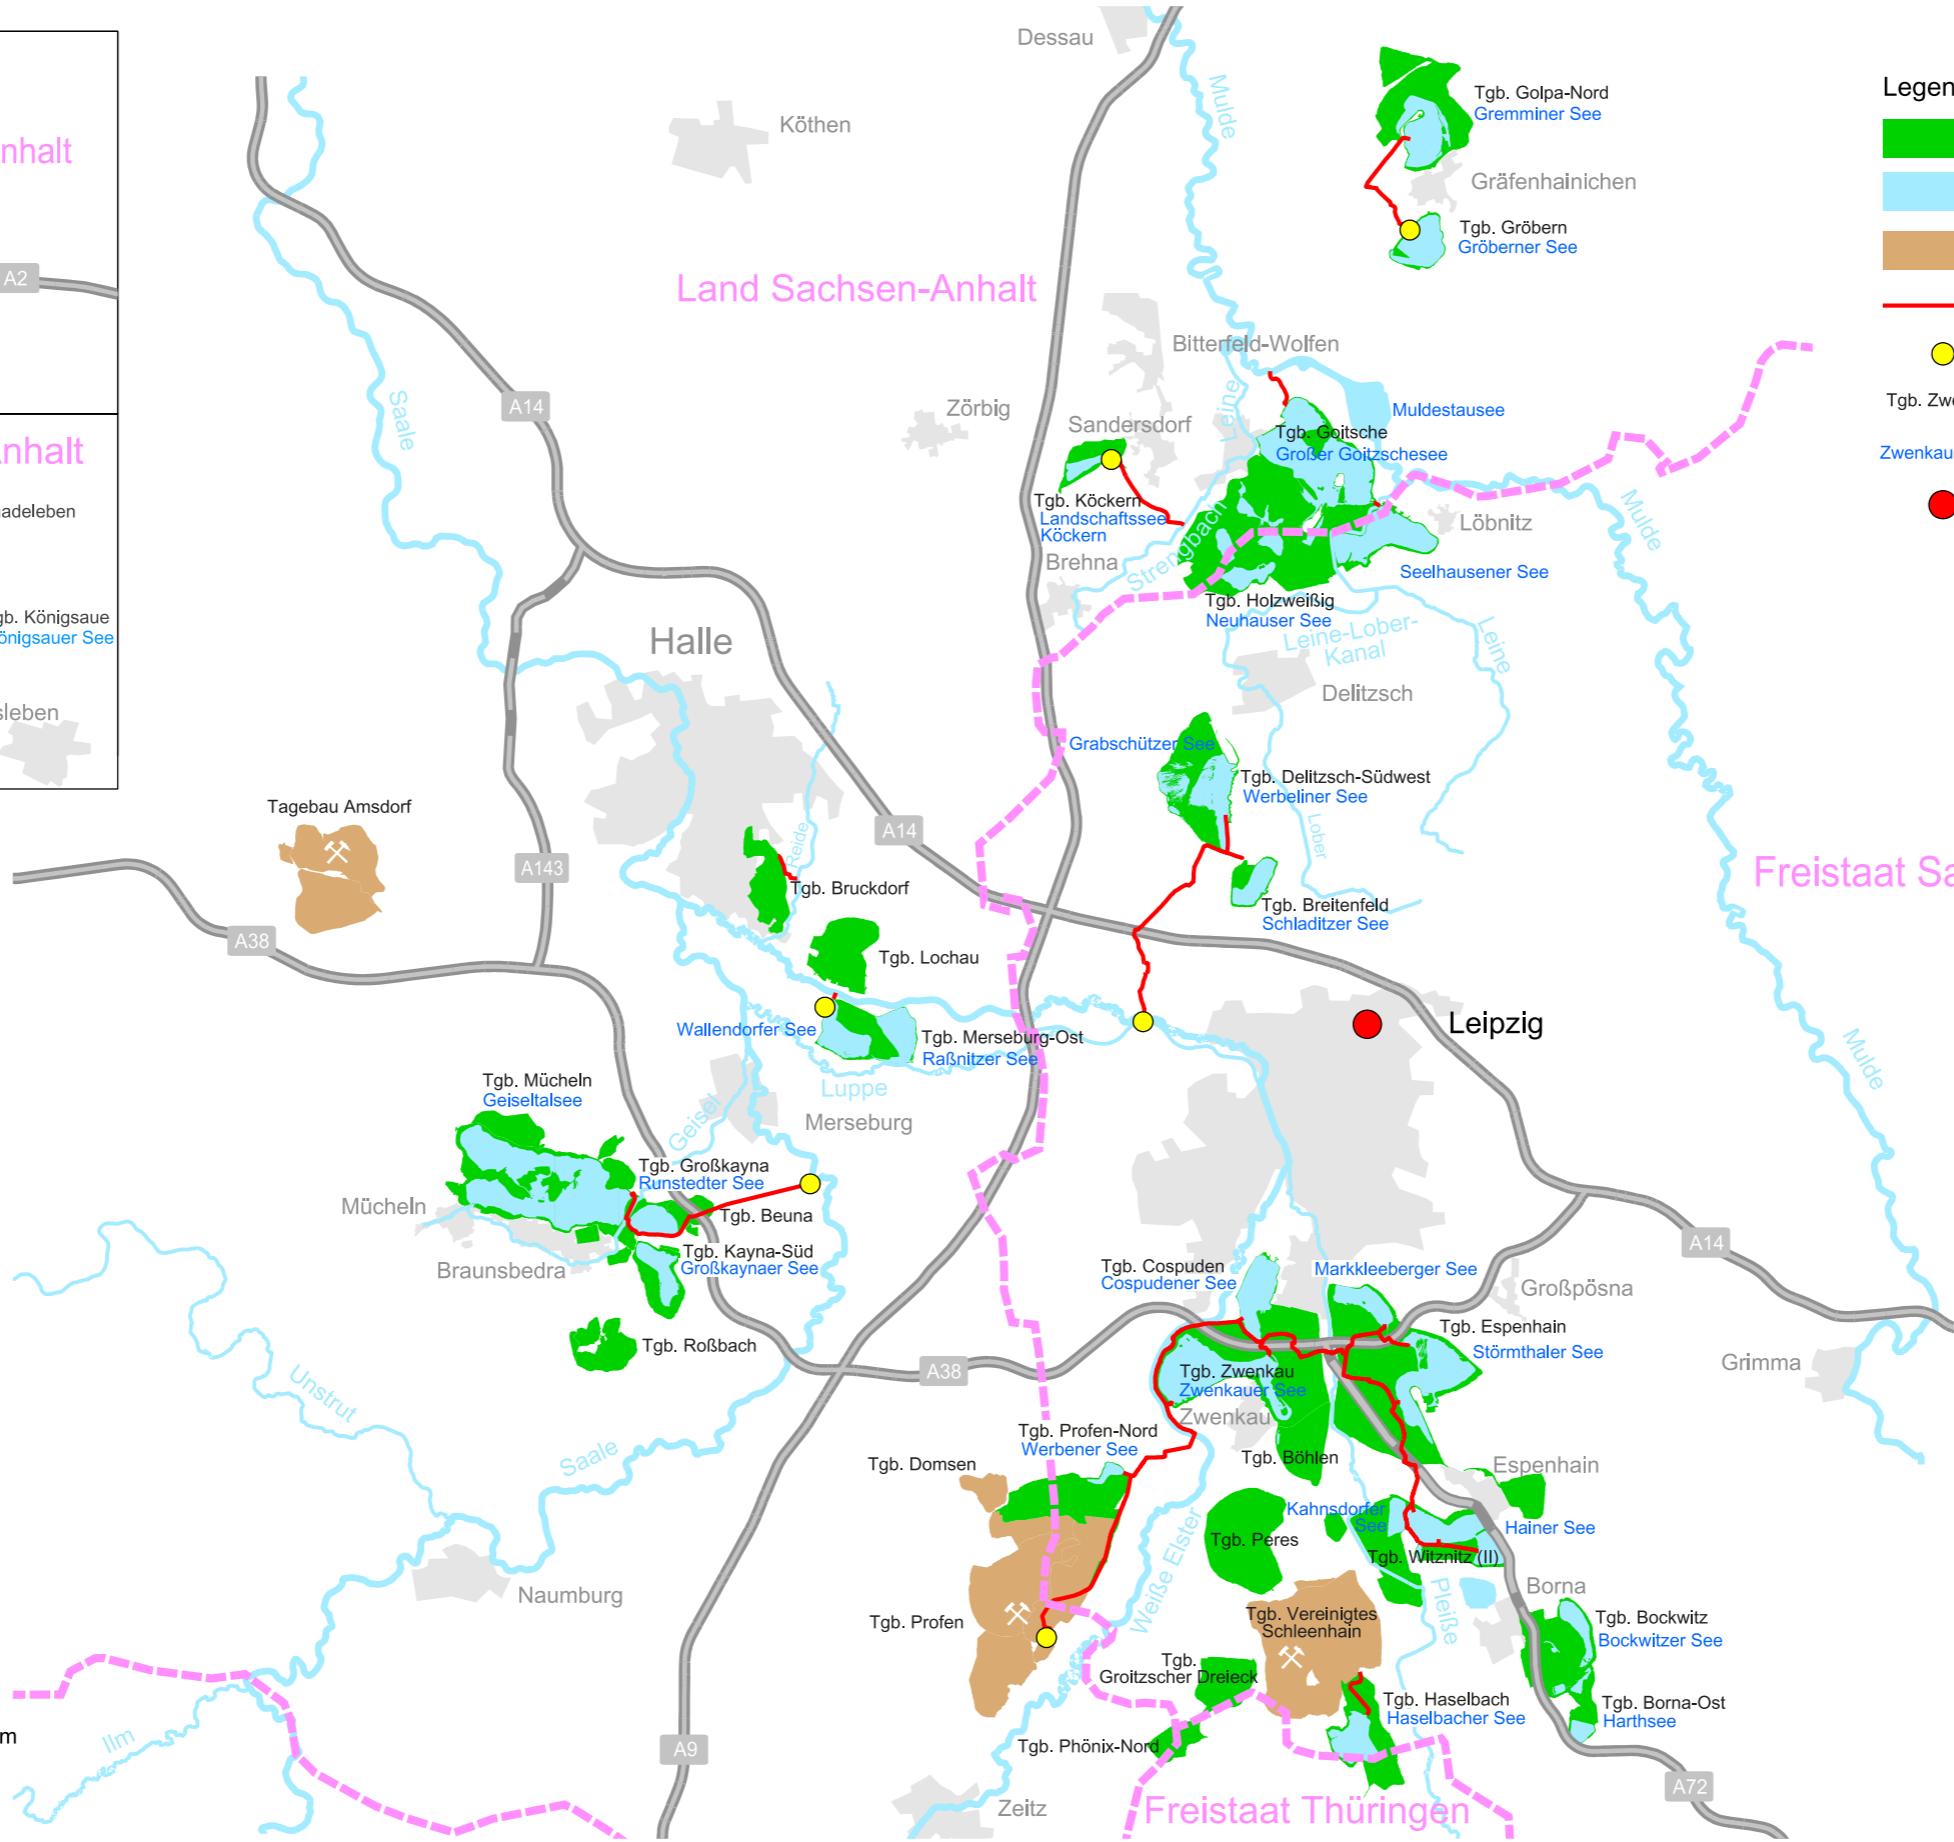 Dessau
Mulde
Köthen
Tgb. Golpa-Nord
Gremminer See
Gräfenhainichen
Tgb. Gröbern
Gröberner See
Legen
nhalt
A2
Land Sachsen-Anhalt
Saale
A14
Zörbig
Bitterfeld-Wolfen
Leine
Muldestausee
Sandersdorf
Tgb. Goitsche
Großer Goitzschesee
Tgb. Zwe
Zwenkau
nhalt
adeleben
gb. Königsaue
önigsauer See
sleben
Tgb. Köckern
Landschaftssee
Köckern
Strengbach
Brehna
Löbnitz
Mulde
Seelhausener See
Tgb. Holzweißig
Neuhauser See
Leine-Lober-
Kanal
Leine
Halle
Delitzsch
Grabschützer See
Tgb. Delitzsch-Südwest
Werbeliner See
Lober
Tagebau Amsdorf
A14
Reide
A143
Tgb. Bruckdorf
Freistaat Sa
Tgb. Breitenfeld
Schladitzer See
A38
Tgb. Lochau
Wallendorfer See
Tgb. Merseburg-Ost
Raßnitzer See
Leipzig
Luppe
Merseburg
Mulde
Tgb. Mücheln
Geiseltalsee
Geisel
Tgb. Großkayna
Runstedter See
Mücheln
Tgb. Beuna
Tgb. Kayna-Süd
Großkaynaer See
Braunsbedra
Tgb. Roßbach
A14
Tgb. Cospuden
Cospudener See
Markkleeberger See
Großpösna
Tgb. Espenhain
Störmthaler See
Grimma
A38
Tgb. Zwenkau
Zwenkauer See
Zwenkau
Unstrut
Saale
Tgb. Profen-Nord
Werbener See
Tgb. Domsen
Tgb. Böhlen
Espenhain
Kahnsdorfer
See
Hainer See
Tgb. Peres
Tgb. Witznitz (II)
Weiße Elster
Naumburg
Borna
Pleiße
Tgb. Profen
Tgb. Vereinigtes
Schleenhain
Tgb. Bockwitz
Bockwitzer See
Tgb.
Groitzscher Dreieck
Tgb. Haselbach
Haselbacher See
Tgb. Borna-Ost
Harthsee
m
Ilm
A9
Tgb. Phönix-Nord
A72
Zeitz
Freistaat Thüringen